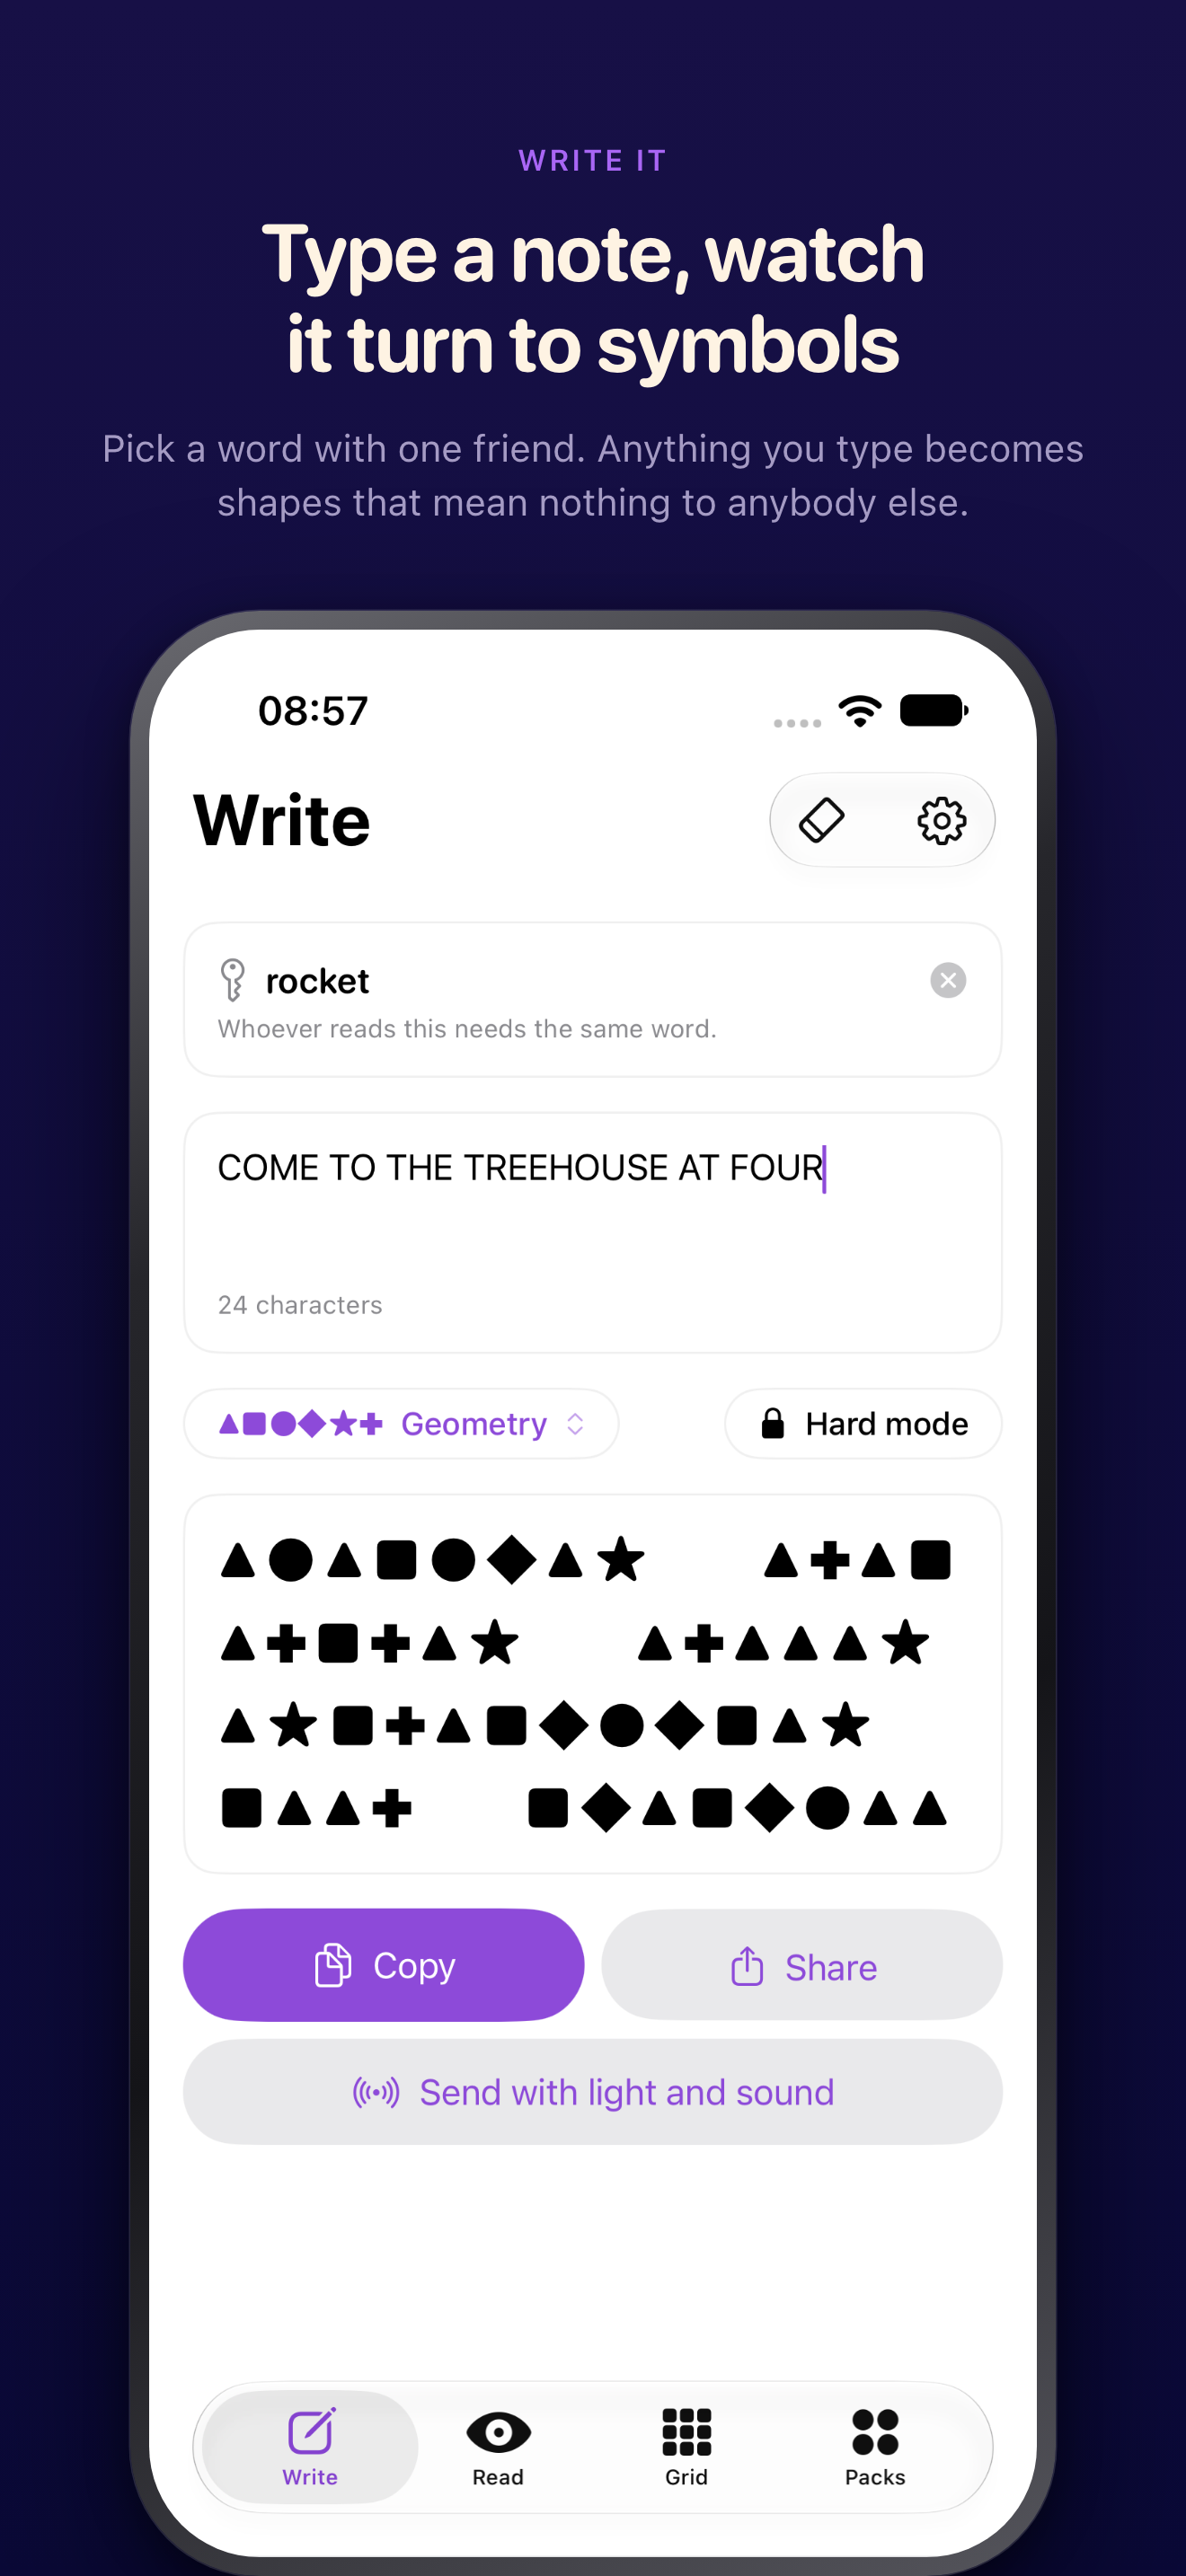 WRITE IT
Type a note, watch
it turn to symbols
Pick a word with one friend. Anything you type becomes
shapes that mean nothing to anybody else.
08:57
Write
rocket
Whoever reads this needs the same word.
COME TO THE TREEHOUSE AT FOUR
24 characters
▲■●◆★✚ Geometry
Hard mode
▲●▲■●◆▲★ ▲✚▲■
▲✚■✚▲★ ▲✚▲▲▲★
▲★■✚▲■◆●◆■▲★
■▲▲✚ ■◆▲■◆●▲▲
Copy
Share
Send with light and sound
Write
Read
Grid
Packs